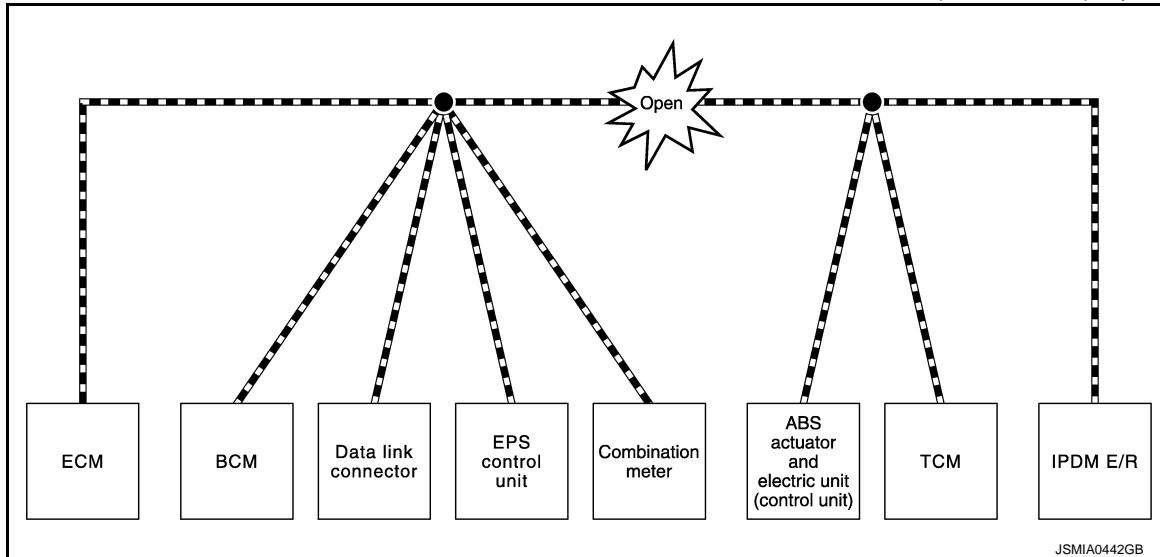 Open
ECM
BCM
Data link
connector
EPS
control
unit
Combination
meter
ABS
actuator
and
electric unit
(control unit)
TCM
IPDM E/R
JSMIA0442GB